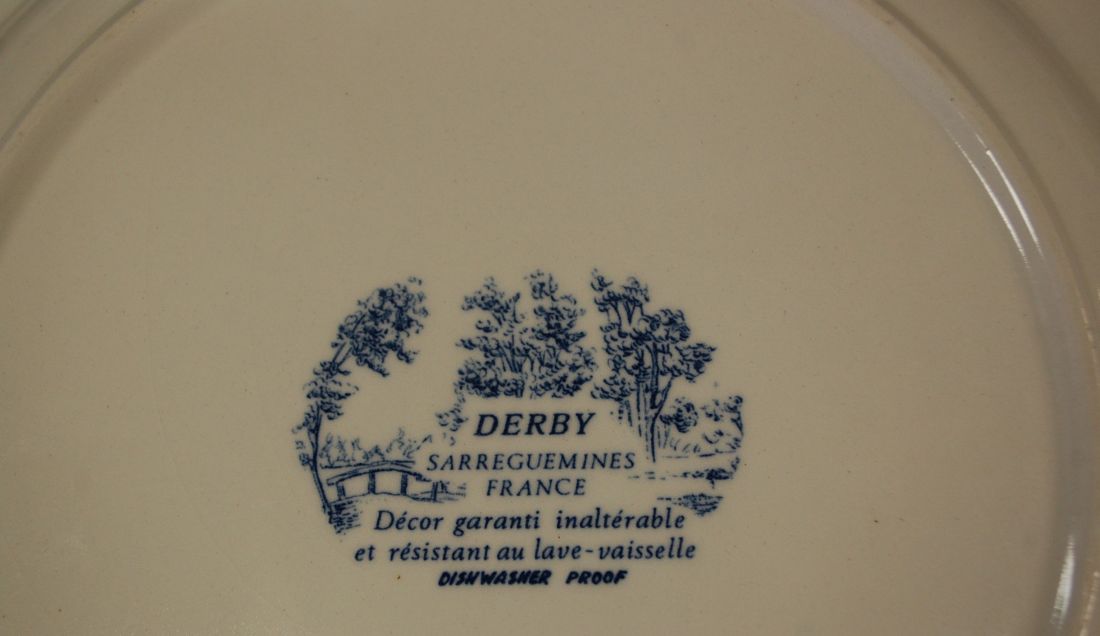 DERBY
SARREGUEMINES
FRANCE
Décor garanti inaltérable
et résistant au lave-vaisselle
DISHWASHER PROOF